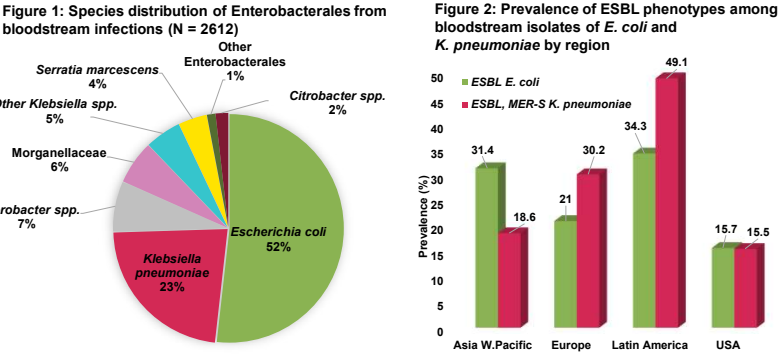 Figure 1: Species distribution of Enterobacterales from
bloodstream infections (N = 2612)
Other
Enterobacterales
1%
Serratia marcescens
4%
Citrobacter spp.
2%
ther Klebsiella spp.
5%
Morganellaceae
6%
robacter spp.
7%
Escherichia coli
52%
Klebsiella
pneumoniae
23%
Figure 2: Prevalence of ESBL phenotypes among
bloodstream isolates of E. coli and
K. pneumoniae by region
ESBL E. coli
ESBL, MER-S K. pneumoniae
Prevalence (%)
50
45
40
35
30
25
20
15
10
5
0
31.4
18.6
21
30.2
34.3
49.1
15.7
15.5
Asia W.Pacific Europe Latin America USA